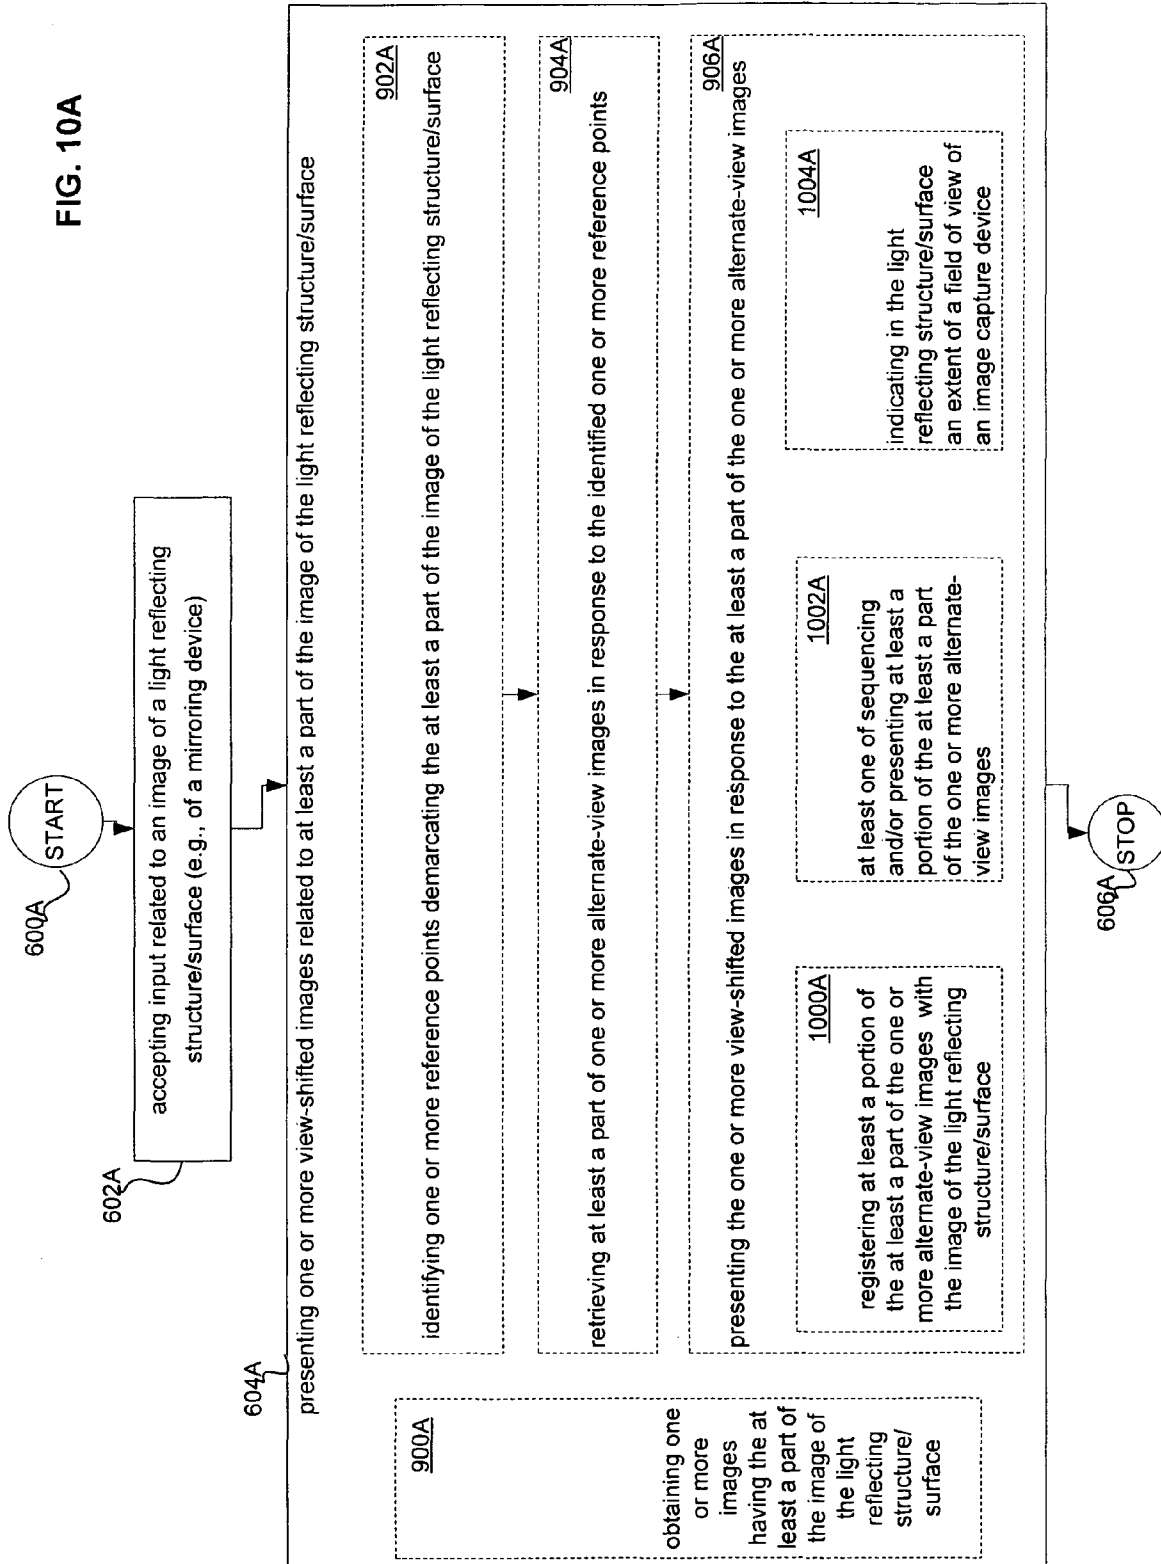 FIG. 10A
600A
START
602A
accepting input related to an image of a light reflecting
structure/surface (e.g., of a mirroring device)
604A
presenting one or more view-shifted images related to at least a part of the image of the light reflecting structure/surface
900A
obtaining one
or more
images
having the at
least a part of
the image of
the light
reflecting
structure/
surface
902A
identifying one or more reference points demarcating the at least a part of the image of the light reflecting structure/surface
904A
retrieving at least a part of one or more alternate-view images in response to the identified one or more reference points
906A
presenting the one or more view-shifted images in response to the at least a part of the one or more alternate-view images
1000A
registering at least a portion of
the at least a part of the one or
more alternate-view images with
the image of the light reflecting
structure/surface
1002A
at least one of sequencing
and/or presenting at least a
portion of the at least a part
of the one or more alternate-
view images
1004A
indicating in the light
reflecting structure/surface
an extent of a field of view of
an image capture device
606A
STOP